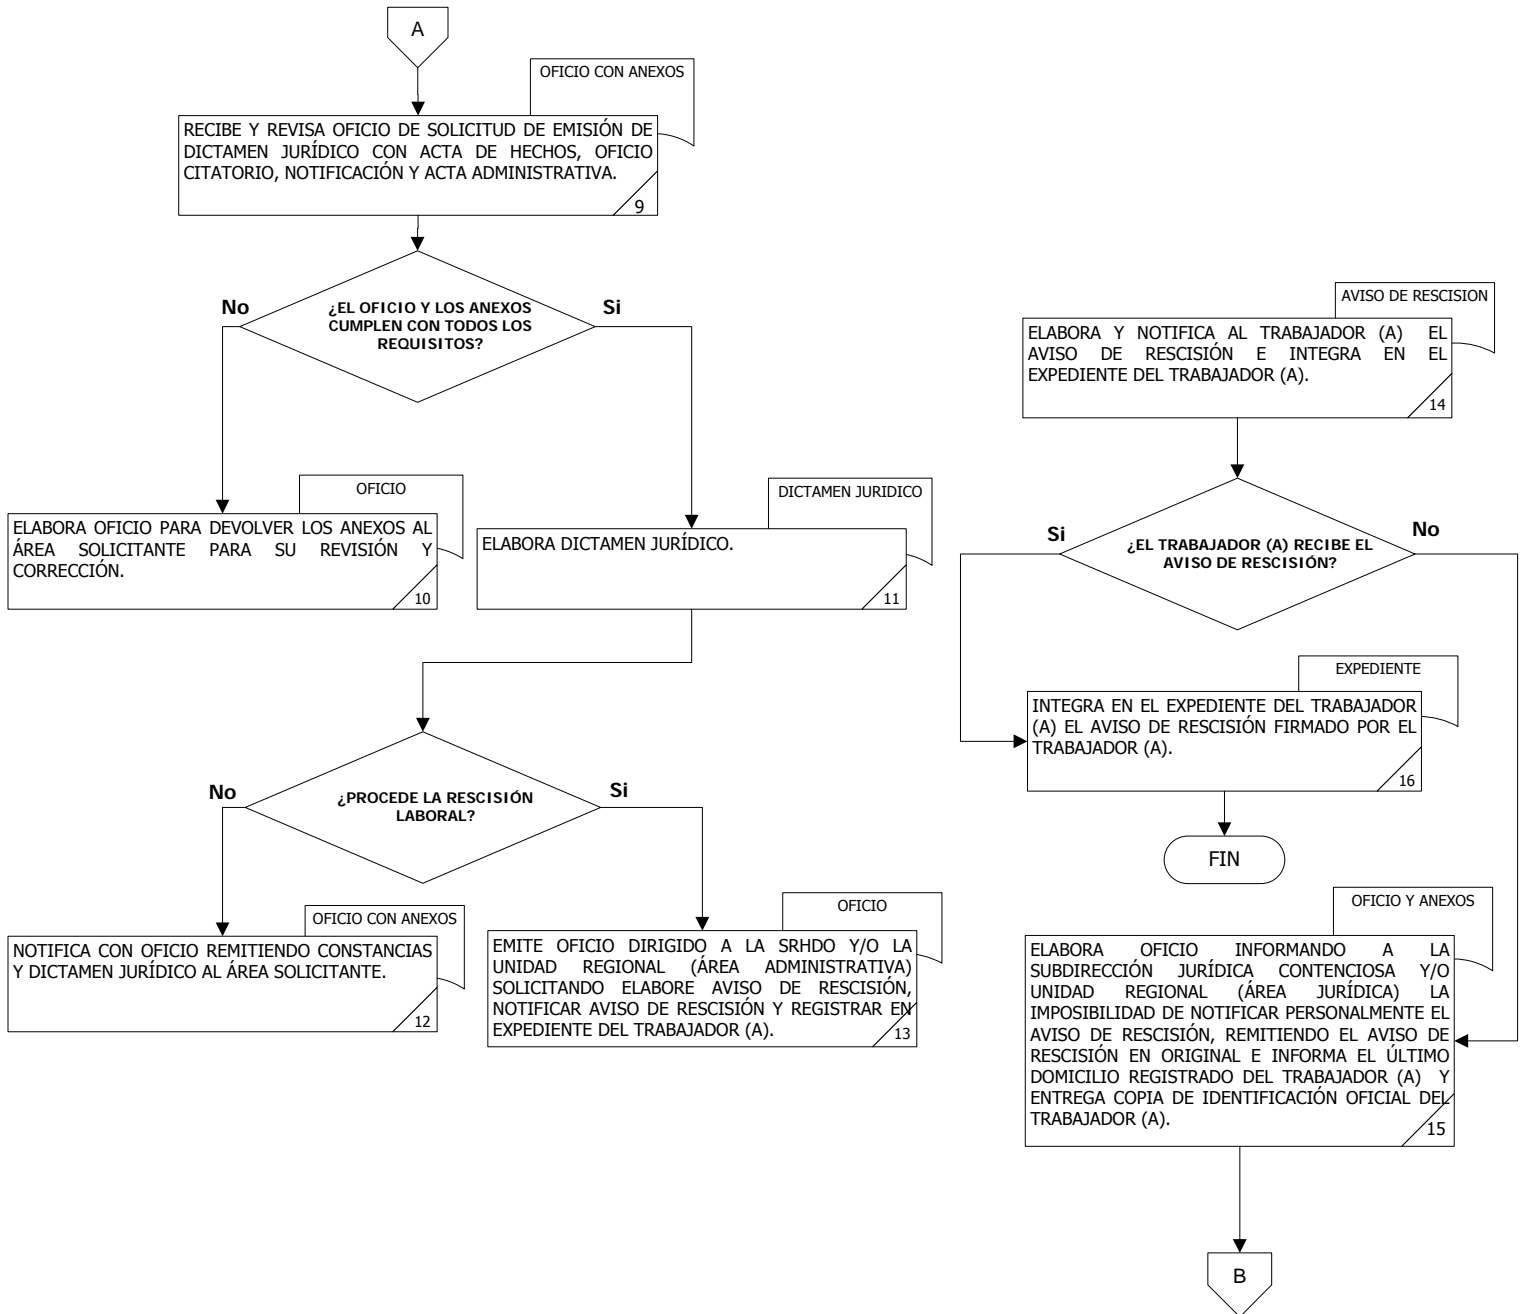 A
OFICIO CON ANEXOS
RECIBE Y REVISA OFICIO DE SOLICITUD DE EMISIÓN DE
DICTAMEN JURÍDICO CON ACTA DE HECHOS, OFICIO
CITATORIO, NOTIFICACIÓN Y ACTA ADMINISTRATIVA.
9
No
Si
¿EL OFICIO Y LOS ANEXOS
CUMPLEN CON TODOS LOS
REQUISITOS?
OFICIO
ELABORA OFICIO PARA DEVOLVER LOS ANEXOS AL
ÁREA SOLICITANTE PARA SU REVISIÓN Y
CORRECCIÓN.
10
DICTAMEN JURIDICO
ELABORA DICTAMEN JURÍDICO.
11
No
Si
¿PROCEDE LA RESCISIÓN
LABORAL?
OFICIO CON ANEXOS
NOTIFICA CON OFICIO REMITIENDO CONSTANCIAS
Y DICTAMEN JURÍDICO AL ÁREA SOLICITANTE.
12
OFICIO
EMITE OFICIO DIRIGIDO A LA SRHDO Y/O LA
UNIDAD REGIONAL (ÁREA ADMINISTRATIVA)
SOLICITANDO ELABORE AVISO DE RESCISIÓN,
NOTIFICAR AVISO DE RESCISIÓN Y REGISTRAR EN
EXPEDIENTE DEL TRABAJADOR (A).
13
AVISO DE RESCISION
ELABORA Y NOTIFICA AL TRABAJADOR (A) EL
AVISO DE RESCISIÓN E INTEGRA EN EL
EXPEDIENTE DEL TRABAJADOR (A).
14
Si
No
¿EL TRABAJADOR (A) RECIBE EL
AVISO DE RESCISIÓN?
EXPEDIENTE
INTEGRA EN EL EXPEDIENTE DEL TRABAJADOR
(A) EL AVISO DE RESCISIÓN FIRMADO POR EL
TRABAJADOR (A).
16
FIN
OFICIO Y ANEXOS
ELABORA OFICIO INFORMANDO A LA
SUBDIRECCIÓN JURÍDICA CONTENCIOSA Y/O
UNIDAD REGIONAL (ÁREA JURÍDICA) LA
IMPOSIBILIDAD DE NOTIFICAR PERSONALMENTE EL
AVISO DE RESCISIÓN, REMITIENDO EL AVISO DE
RESCISIÓN EN ORIGINAL E INFORMA EL ÚLTIMO
DOMICILIO REGISTRADO DEL TRABAJADOR (A) Y
ENTREGA COPIA DE IDENTIFICACIÓN OFICIAL DEL
TRABAJADOR (A).
15
B